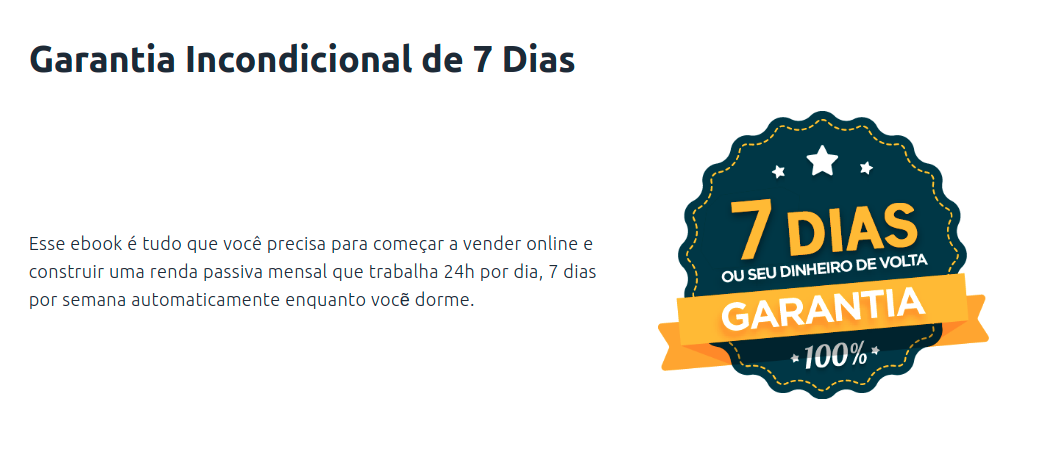 Garantia Incondicional de 7 Dias
Esse ebook é tudo que você precisa para começar a vender online e
construir uma renda passiva mensal que trabalha 24h por dia, 7 dias
por semana automaticamente enquanto vocẽ dorme.
7 DIAS
OU SEU DINHEIRO DE VOLTA
GARANTIA
100%